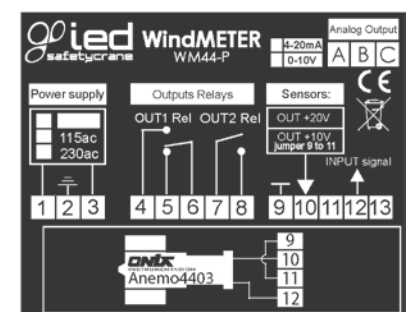 ied
safetycrane
WindMETER
WM44-P
4-20mA
0-10V
Analog Output
A B C
CE
Power supply
115ac
230ac
Outputs Relays
OUT1 Rel OUT2 Rel
Sensors:
OUT +20V
OUT +10V
jumper 9 to 11
INPUT signal
1 2 3 4 5 6 7 8 9 10 11 12 13
ONIX
Anemo4403
9
10
11
12